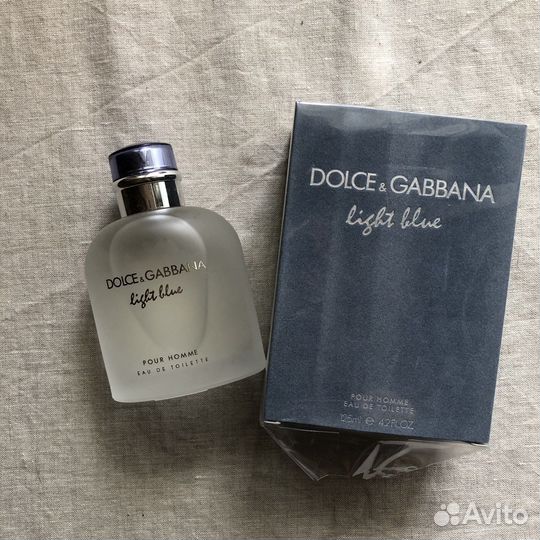 DOLCE & GABBANA
light blue
POUR HOMME
EAU DE TOILETTE
DOLCE & GABBANA
light blue
POUR HOMME
EAU DE TOILETTE
125ml ℮ 4.2FL.OZ.
Avito